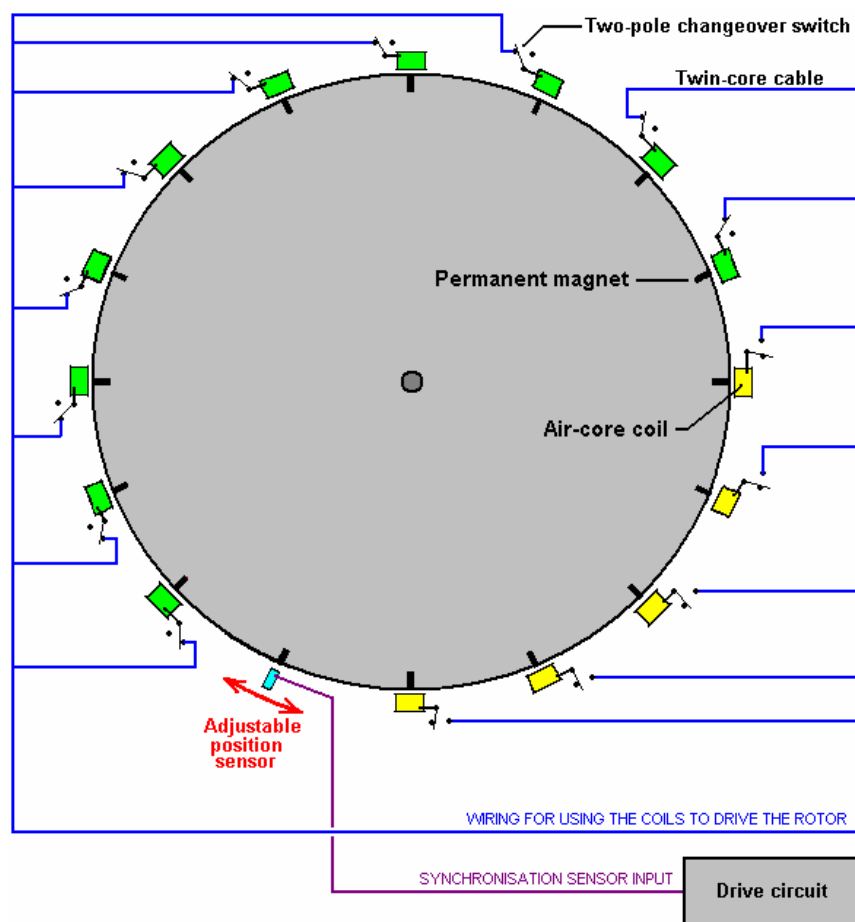 Two-pole changeover switch
Twin-core cable
Permanent magnet
Air-core coil
Adjustable
position
sensor
WIRING FOR USING THE COILS TO DRIVE THE ROTOR
SYNCHRONISATION SENSOR INPUT
Drive circuit